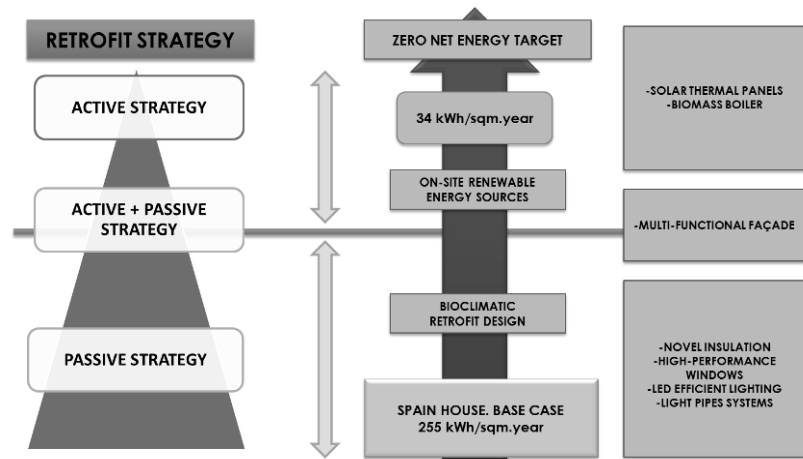 RETROFIT STRATEGY
ACTIVE STRATEGY
ACTIVE + PASSIVE
STRATEGY
PASSIVE STRATEGY
ZERO NET ENERGY TARGET
34 kWh/sqm.year
ON-SITE RENEWABLE
ENERGY SOURCES
BIOCLIMATIC
RETROFIT DESIGN
SPAIN HOUSE. BASE CASE
255 kWh/sqm.year
-SOLAR THERMAL PANELS
-BIOMASS BOILER
-MULTI-FUNCTIONAL FAÇADE
-NOVEL INSULATION
-HIGH-PERFORMANCE
WINDOWS
-LED EFFICIENT LIGHTING
-LIGHT PIPES SYSTEMS